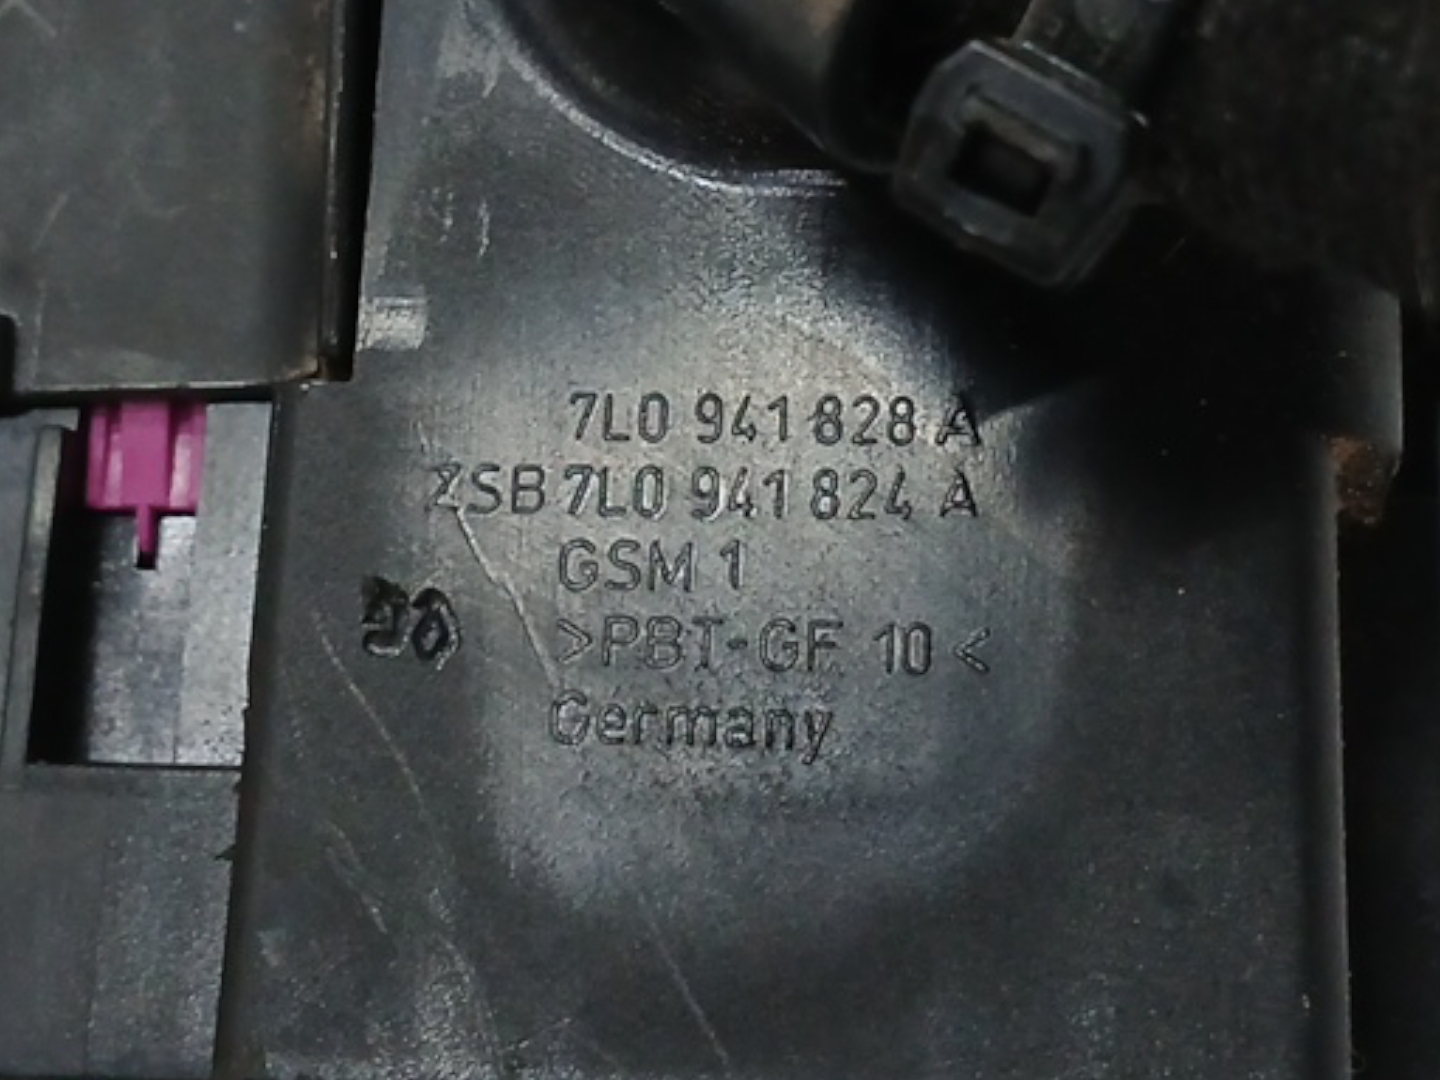 7L0 941 828 A
ZSB 7L0 941 824 A
GSM 1
>PBT-GF 10<
Germany